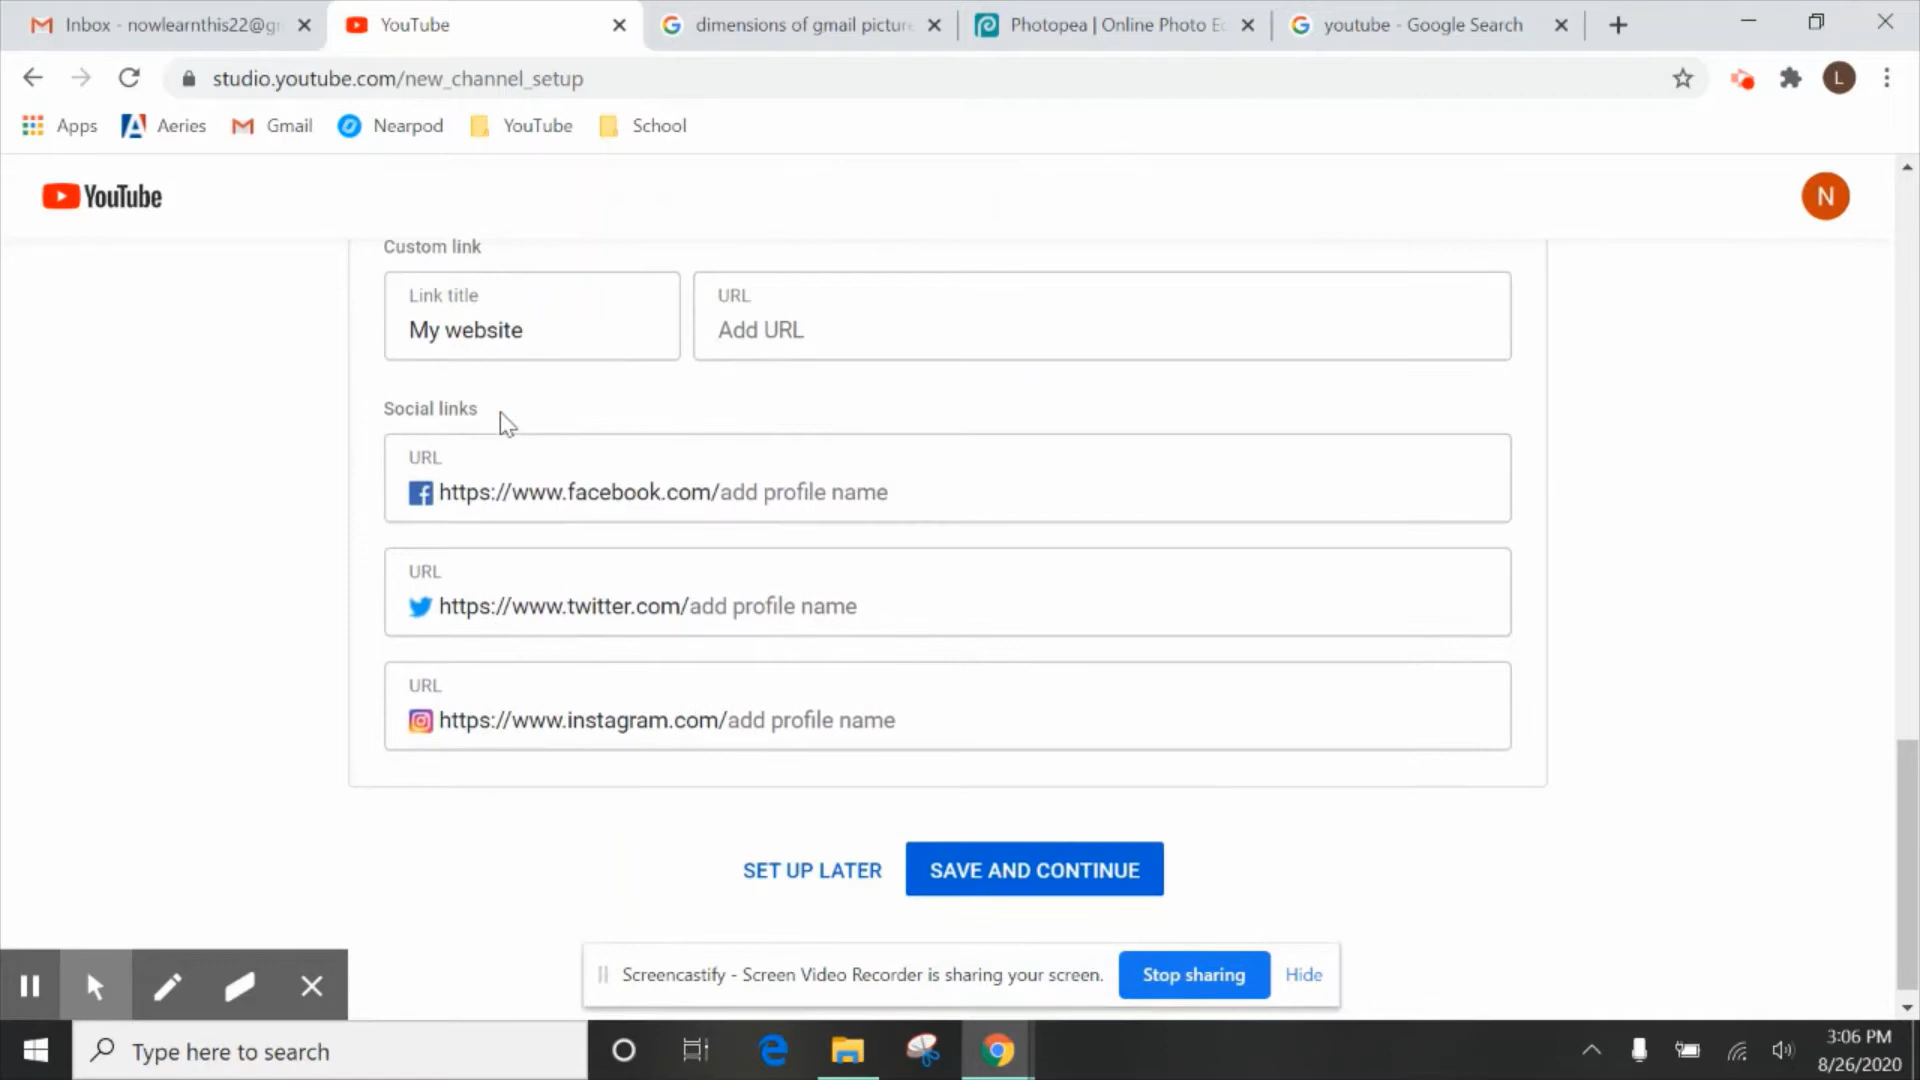 Inbox - nowlearnthis22@g
YouTube
dimensions of gmail picture
Photopea | Online Photo E
youtube - Google Search
studio.youtube.com/new_channel_setup
L
Apps
Aeries
Gmail
Nearpod
YouTube
School
YouTube
N
Custom link
Link title
My website
URL
Add URL
Social links
URL
https://www.facebook.com/add profile name
URL
https://www.twitter.com/add profile name
URL
https://www.instagram.com/add profile name
SET UP LATER
SAVE AND CONTINUE
Screencastify - Screen Video Recorder is sharing your screen.
Stop sharing
Hide
Type here to search
3:06 PM
8/26/2020